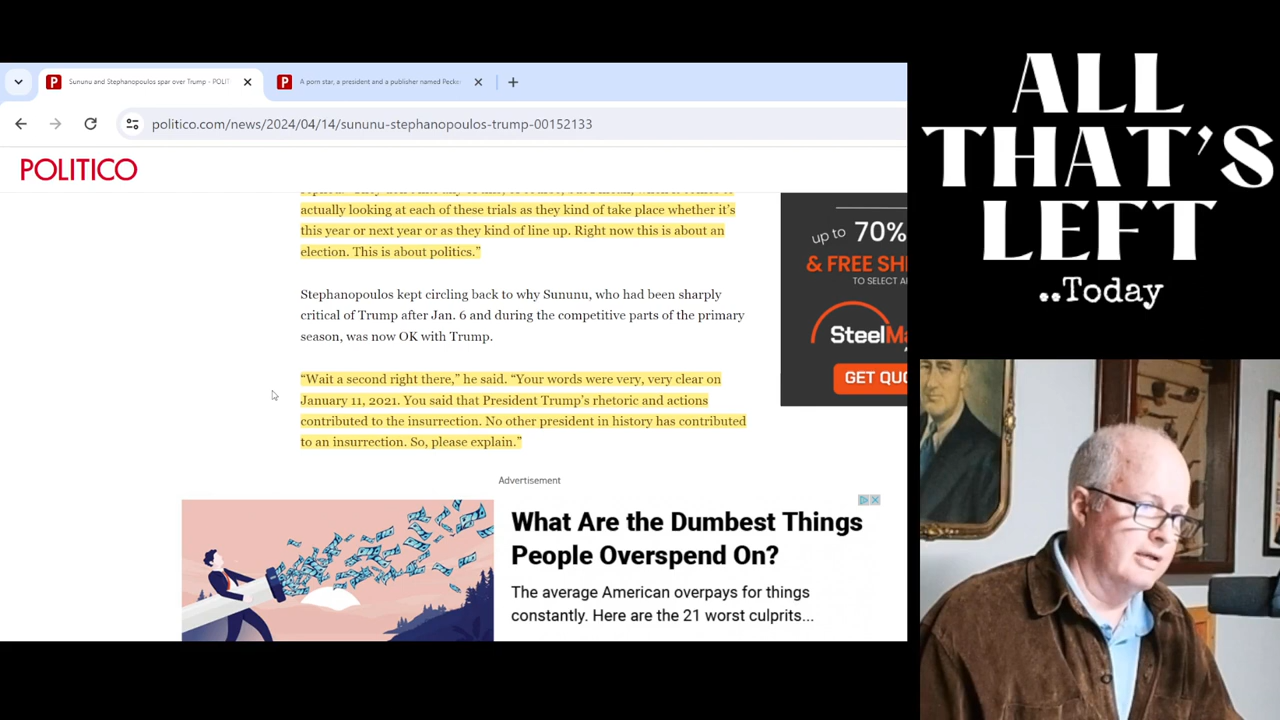 Sununu and Stephanopoulos spar over Trump - POLIT
A porn star, a president and a publisher named Pecke
politico.com/news/2024/04/14/sununu-stephanopoulos-trump-00152133
POLITICO
actually looking at each of these trials as they kind of take place whether it's
this year or next year or as they kind of line up. Right now this is about an
election. This is about politics.”
Stephanopoulos kept circling back to why Sununu, who had been sharply
critical of Trump after Jan. 6 and during the competitive parts of the primary
season, was now OK with Trump.
“Wait a second right there,” he said. “Your words were very, very clear on
January 11, 2021. You said that President Trump's rhetoric and actions
contributed to the insurrection. No other president in history has contributed
to an insurrection. So, please explain.”
Advertisement
What Are the Dumbest Things
People Overspend On?
The average American overpays for things
constantly. Here are the 21 worst culprits...
up to 70%
& FREE SH
TO SELECT A
SteelMa
GET QUO
ALL
THAT'S
LEFT
..Today